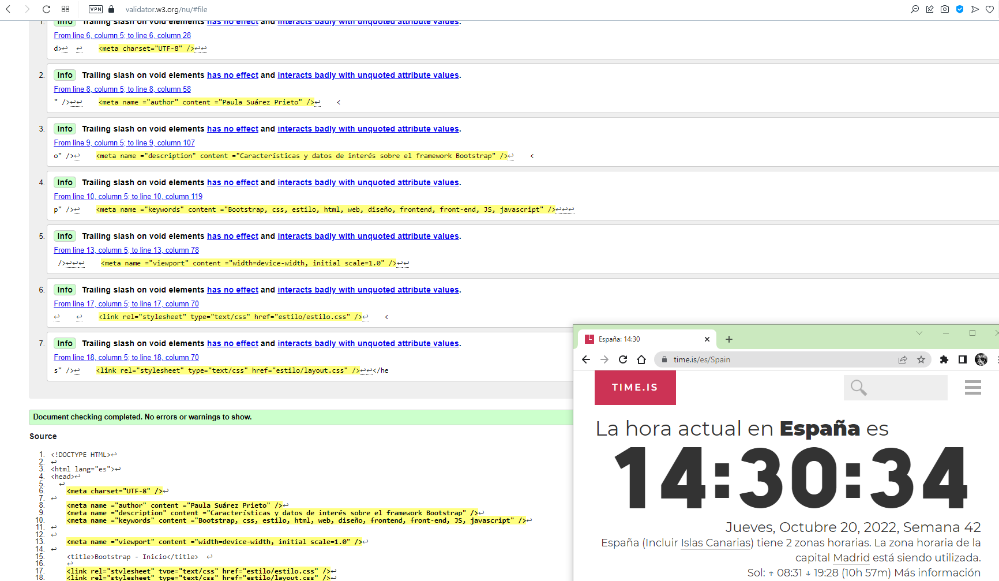 VPN validator.w3.org/nu/#file
1. Info Trailing slash on void elements has no effect and interacts badly with unquoted attribute values.
From line 6, column 5; to line 6, column 28
d>↩ ↩ <meta charset="UTF-8" />↩↩
2. Info Trailing slash on void elements has no effect and interacts badly with unquoted attribute values.
From line 8, column 5; to line 8, column 58
" />↩↩ <meta name ="author" content ="Paula Suárez Prieto" />↩ <
3. Info Trailing slash on void elements has no effect and interacts badly with unquoted attribute values.
From line 9, column 5; to line 9, column 107
o" />↩ <meta name ="description" content ="Características y datos de interés sobre el framework Bootstrap" />↩ <
4. Info Trailing slash on void elements has no effect and interacts badly with unquoted attribute values.
From line 10, column 5; to line 10, column 119
p" />↩ <meta name ="keywords" content ="Bootstrap, css, estilo, html, web, diseño, frontend, front-end, JS, javascript" />↩↩↩
5. Info Trailing slash on void elements has no effect and interacts badly with unquoted attribute values.
From line 13, column 5; to line 13, column 78
/>↩↩↩ <meta name ="viewport" content ="width=device-width, initial scale=1.0" />↩↩
6. Info Trailing slash on void elements has no effect and interacts badly with unquoted attribute values.
From line 17, column 5; to line 17, column 70
↩ ↩ <link rel="stylesheet" type="text/css" href="estilo/estilo.css" />↩ <
7. Info Trailing slash on void elements has no effect and interacts badly with unquoted attribute values.
From line 18, column 5; to line 18, column 70
s" />↩ <link rel="stylesheet" type="text/css" href="estilo/layout.css" />↩↩</he
Document checking completed. No errors or warnings to show.
Source
1. <!DOCTYPE HTML>↩
2. ↩
3. <html lang="es">↩
4. <head>↩
5. ↩
6. <meta charset="UTF-8" />↩
7. ↩
8. <meta name ="author" content ="Paula Suárez Prieto" />↩
9. <meta name ="description" content ="Características y datos de interés sobre el framework Bootstrap" />↩
10. <meta name ="keywords" content ="Bootstrap, css, estilo, html, web, diseño, frontend, front-end, JS, javascript" />↩
11. ↩
12. ↩
13. <meta name ="viewport" content ="width=device-width, initial scale=1.0" />↩
14. ↩
15. <title>Bootstrap - Inicio</title> ↩
16. ↩
17. <link rel="stylesheet" type="text/css" href="estilo/estilo.css" />↩
18. <link rel="stylesheet" type="text/css" href="estilo/layout.css" />↩
España: 14:30
time.is/es/Spain
TIME.IS
La hora actual en España es
14:30:34
Jueves, Octubre 20, 2022, Semana 42
España (Incluir Islas Canarias) tiene 2 zonas horarias. La zona horaria de la
capital Madrid está siendo utilizada.
Sol: ↑ 08:31 ↓ 19:28 (10h 57m) Más información